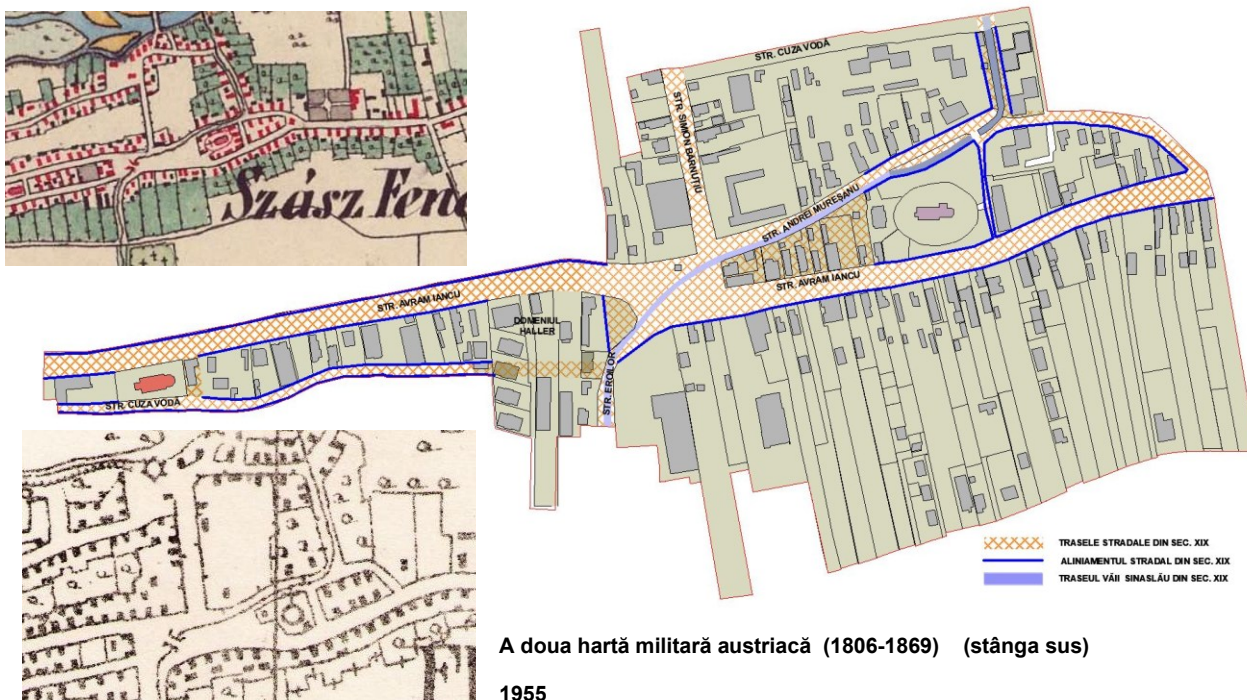 Szász Fene
STR. CUZA VODĂ
STR. SIMON BĂRNUȚIU
STR. ANDREI MUREȘANU
STR. AVRAM IANCU
STR. AVRAM IANCU
DOMENIUL
HALLER
STR. EROILOR
STR. CUZA VODĂ
TRASELE STRADALE DIN SEC. XIX
ALINIAMENTUL STRADAL DIN SEC. XIX
TRASEUL VĂII SINASLĂU DIN SEC. XIX
A doua hartă militară austriacă (1806-1869) (stânga sus)
1955